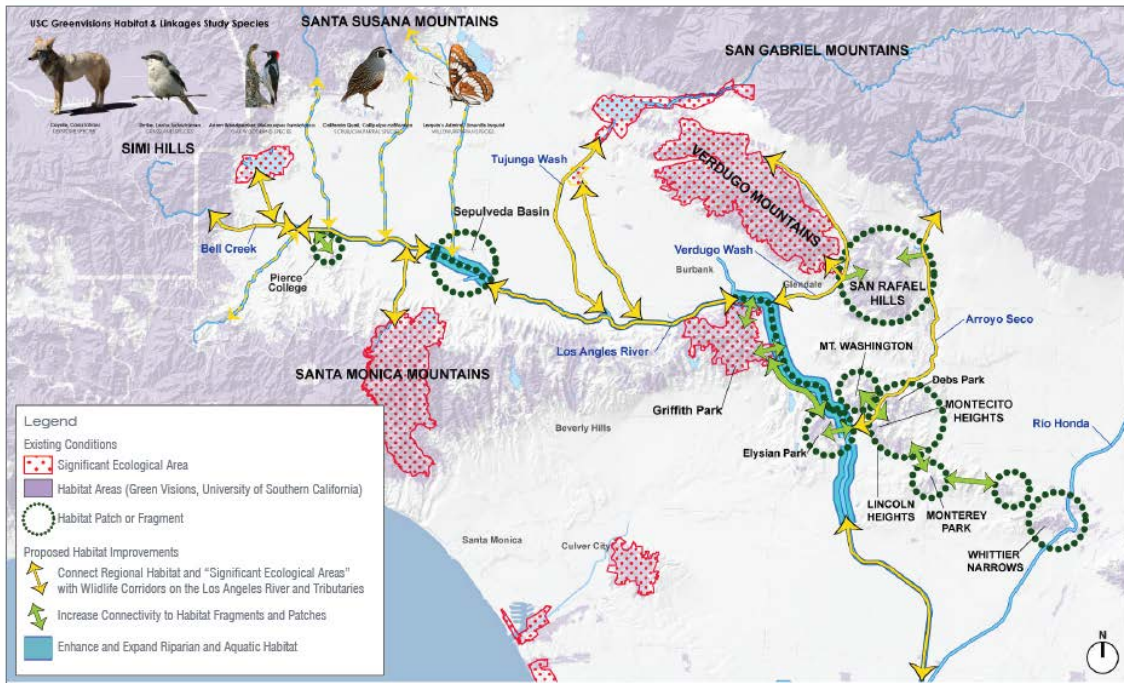 USC Greenvisions Habitat & Linkages Study Species
SANTA SUSANA MOUNTAINS
SAN GABRIEL MOUNTAINS
SIMI HILLS
Tujunga Wash
VERDUGO MOUNTAINS
Sepulveda Basin
Bell Creek
Verdugo Wash
Burbank
Pierce
College
Glendale
SAN RAFAEL
HILLS
Arroyo Seco
MT. WASHINGTON
Los Angles River
SANTA MONICA MOUNTAINS
Debs Park
MONTECITO
HEIGHTS
Griffith Park
Rio Honda
Beverly Hills
Elysian Park
LINCOLN
HEIGHTS
MONTEREY
PARK
WHITTIER
NARROWS
Santa Monica
Culver City
N
Legend
Existing Conditions
Significant Ecological Area
Habitat Areas (Green Visions, University of Southern California)
Habitat Patch or Fragment
Proposed Habitat Improvements
Connect Regional Habitat and “Significant Ecological Areas”
with Wlidlife Corridors on the Los Angeles River and Tributaries
Increase Connectivity to Habitat Fragments and Patches
Enhance and Expand Riparian and Aquatic Habitat